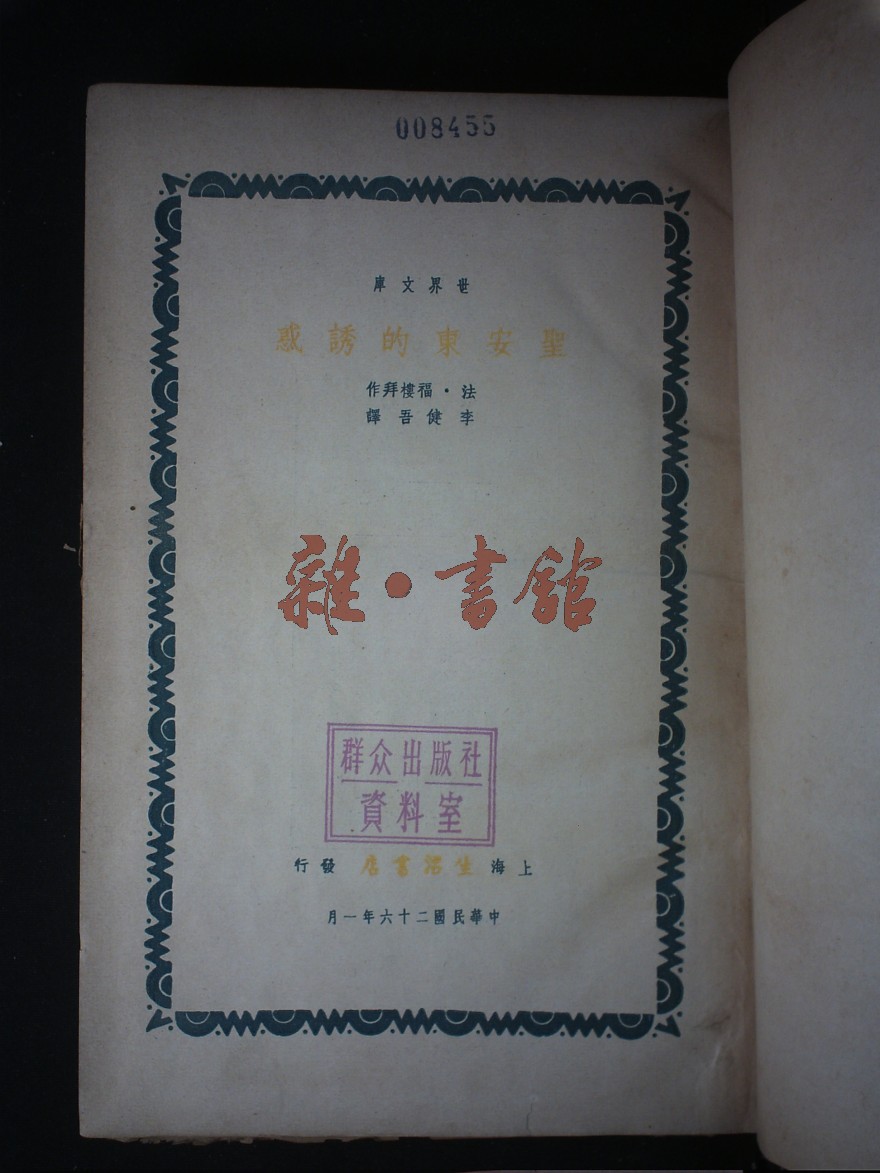 008455
世界文庫
聖安東的誘惑
法·福樓拜作
李健吾譯
雜·書館
群众出版社
資料室
上海生活書店發行
中華民國二十六年一月